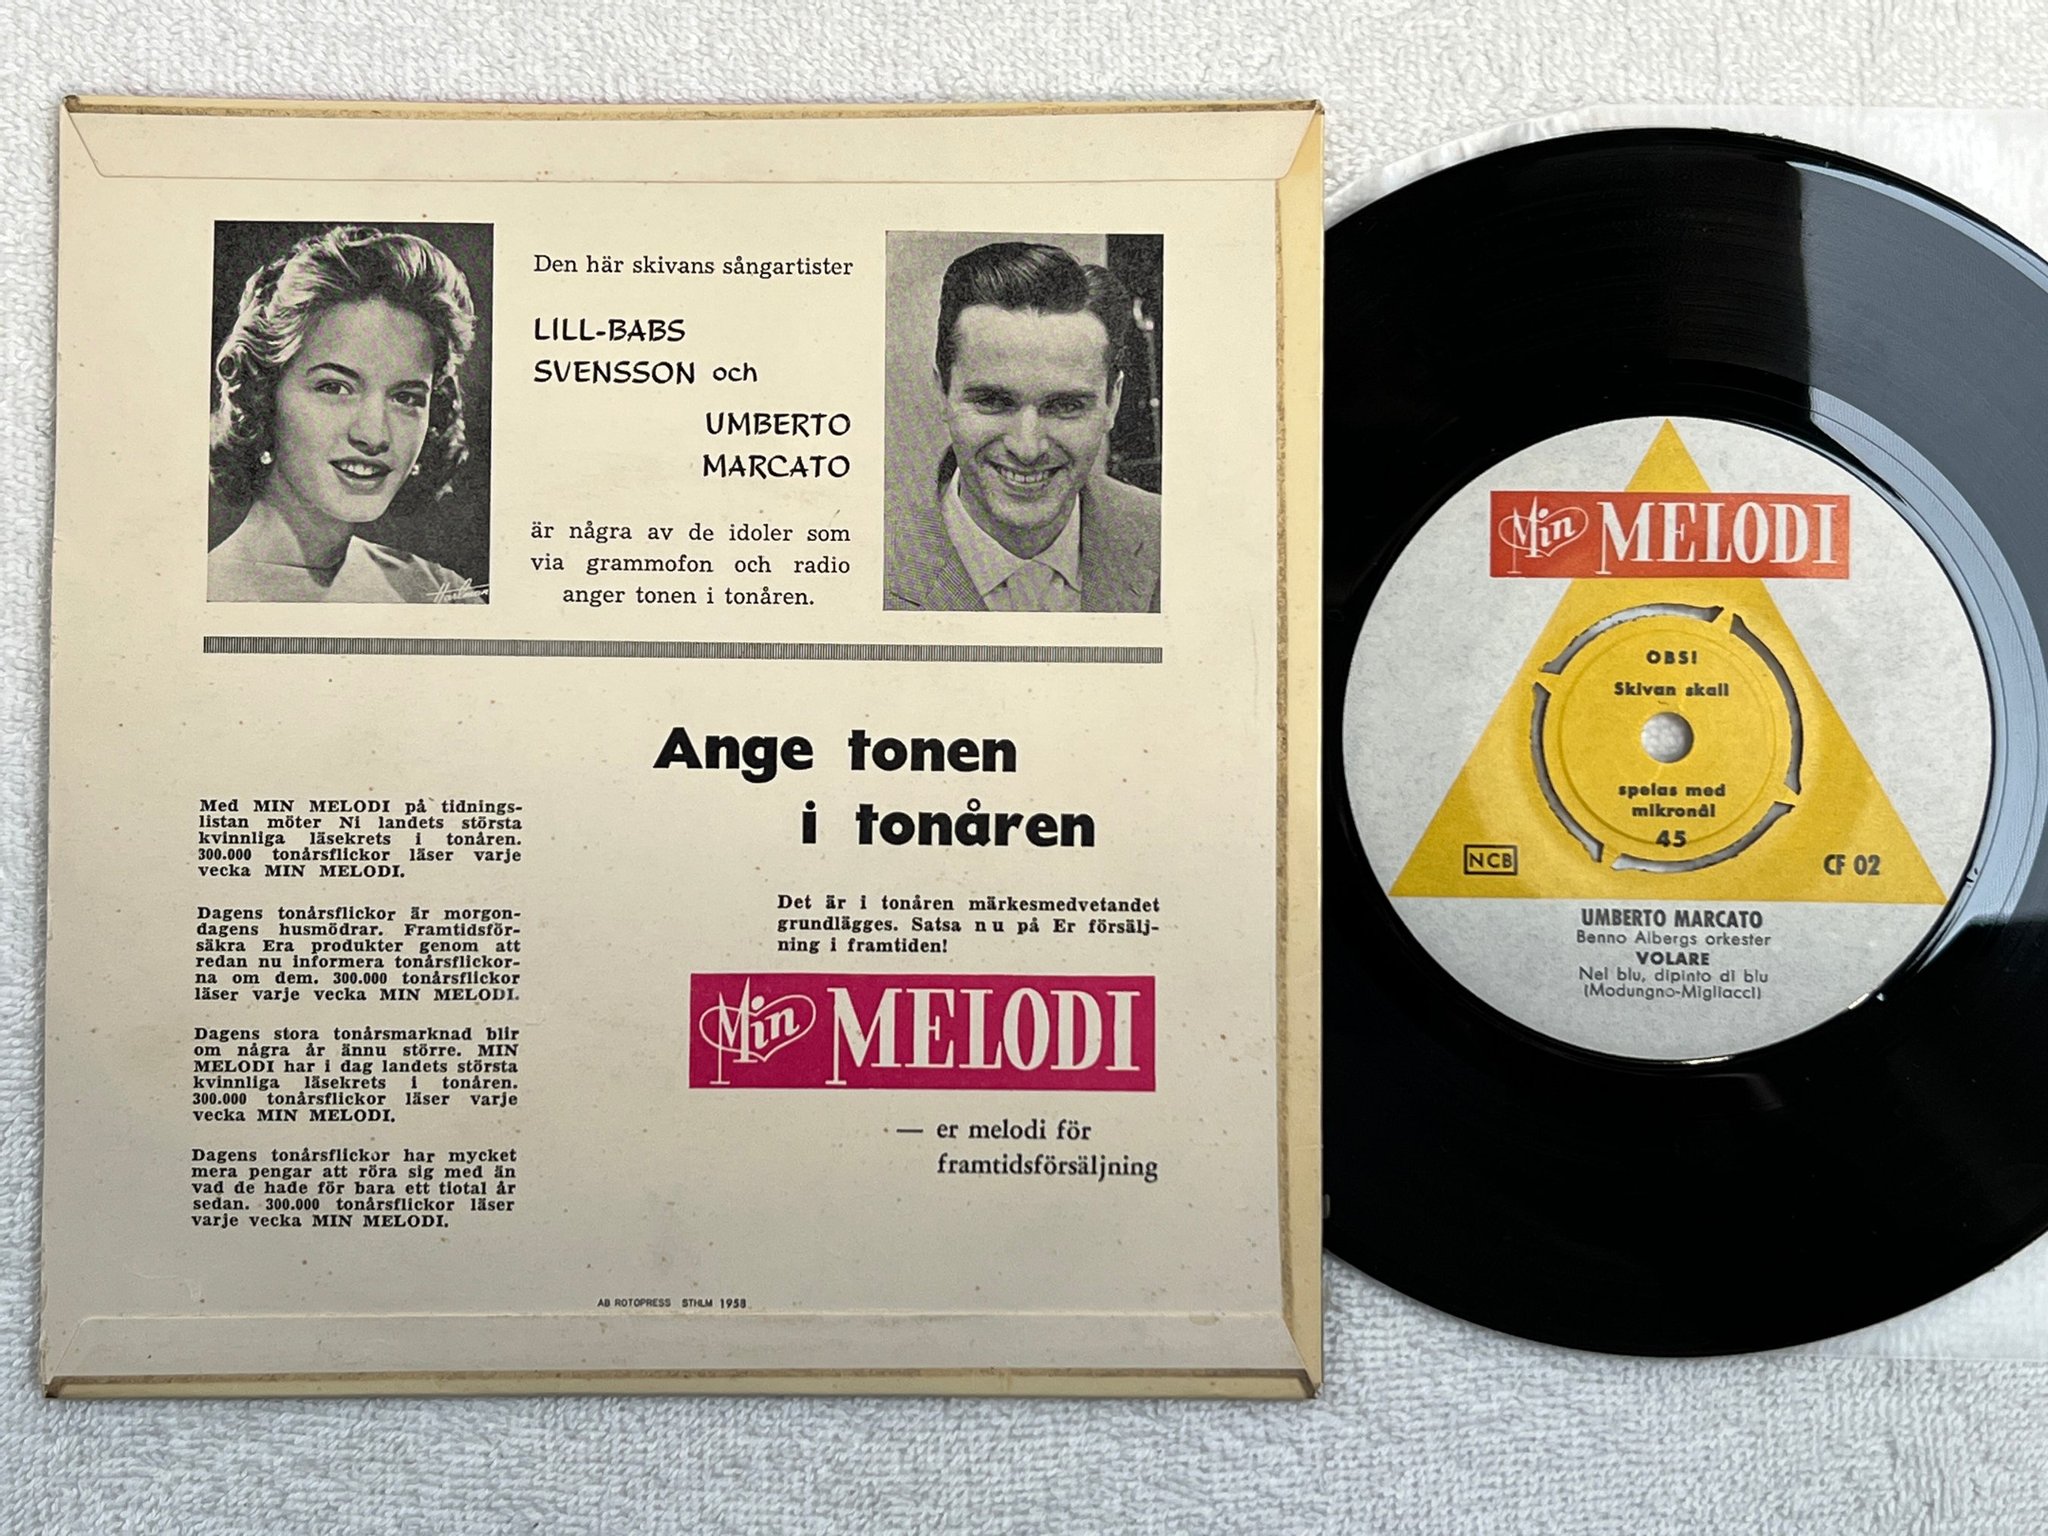 Den här skivans sångartister
LILL-BABS
SVENSSON och
UMBERTO
MARCATO
är några av de idoler som
via grammofon och radio
anger tonen i tonåren.
Hartman
Ange tonen
i tonåren
Med MIN MELODI på tidnings-
listan möter Ni landets största
kvinnliga läsekrets i tonåren.
300.000 tonårsflickor läser varje
vecka MIN MELODI.
Dagens tonårsflickor är morgon-
dagens husmödrar. Framtidsför-
säkra Era produkter genom att
redan nu informera tonårsflickor-
na om dem. 300.000 tonårsflickor
läser varje vecka MIN MELODI.
Dagens stora tonårsmarknad blir
om några år ännu större. MIN
MELODI har i dag landets största
kvinnliga läsekrets i tonåren.
300.000 tonårsflickor läser varje
vecka MIN MELODI.
Dagens tonårsflickor har mycket
mera pengar att röra sig med än
vad de hade för bara ett tiotal år
sedan. 300.000 tonårsflickor läser
varje vecka MIN MELODI.
Det är i tonåren märkesmedvetandet
grundlägges. Satsa nu på Er försälj-
ning i framtiden!
Min MELODI
— er melodi för
framtidsförsäljning
AB ROTOPRESS STHLM 1958
Min MELODI
OBS!
Skivan skall
spelas med
mikronål
45
NCB
CF 02
UMBERTO MARCATO
Benno Albergs orkester
VOLARE
Nel blu, dipinto di blu
(Modungno-Migliacci)